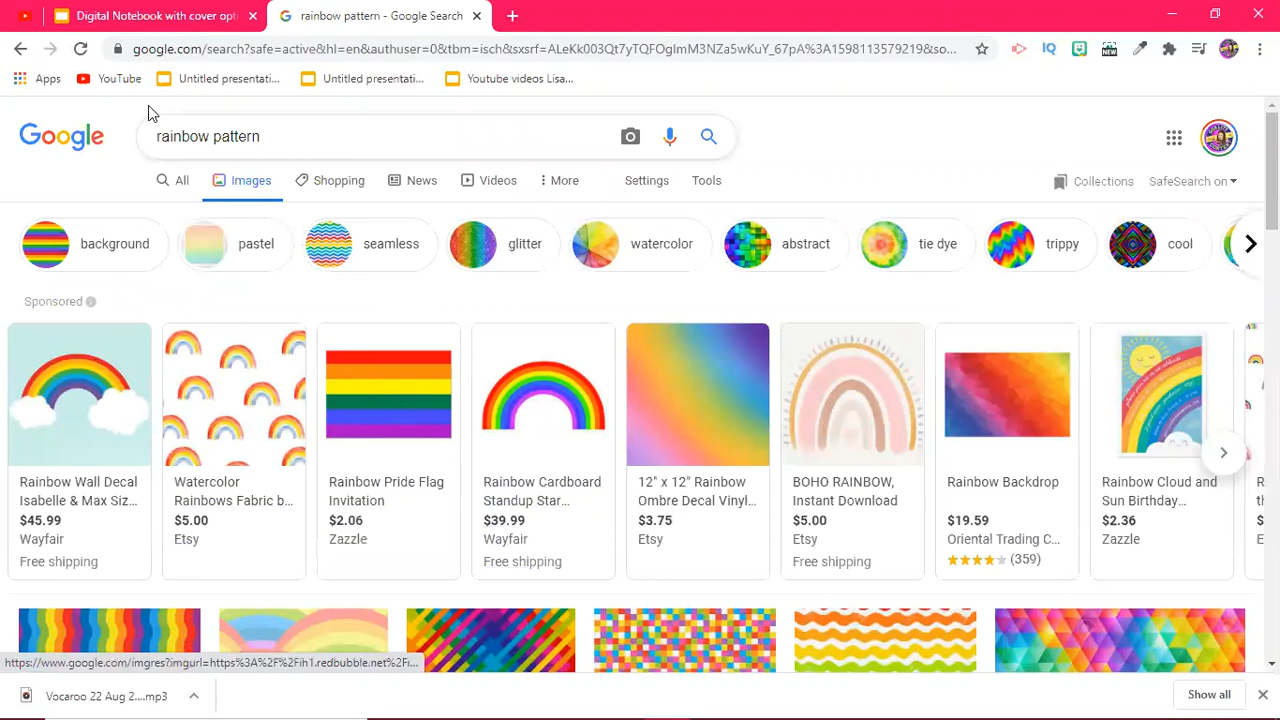 Digital Notebook with cover opti
rainbow pattern - Google Search
google.com/search?safe=active&hl=en&authuser=0&tbm=isch&sxsrf=ALeKk003Qt7yTQFOglmM3NZa5wKuY_67pA%3A1598113579219&so...
Apps
YouTube
Untitled presentati...
Untitled presentati...
Youtube videos Lisa...
Google
rainbow pattern
All
Images
Shopping
News
Videos
More
Settings
Tools
Collections
SafeSearch on
background
pastel
seamless
glitter
watercolor
abstract
tie dye
trippy
cool
Sponsored
Rainbow Wall Decal
Isabelle & Max Siz...
$45.99
Wayfair
Free shipping
Watercolor
Rainbows Fabric b...
$5.00
Etsy
Rainbow Pride Flag
Invitation
$2.06
Zazzle
Rainbow Cardboard
Standup Star...
$39.99
Wayfair
Free shipping
12" x 12" Rainbow
Ombre Decal Vinyl...
$3.75
Etsy
BOHO RAINBOW,
Instant Download
$5.00
Etsy
Free shipping
Rainbow Backdrop
$19.59
Oriental Trading C...
(359)
Rainbow Cloud and
Sun Birthday...
$2.36
Zazzle
https://www.google.com/imgres?imgurl=https%3A%2F%2Fih1.redbubble.net%2Fi...
Vocaroo 22 Aug 2....mp3
Show all